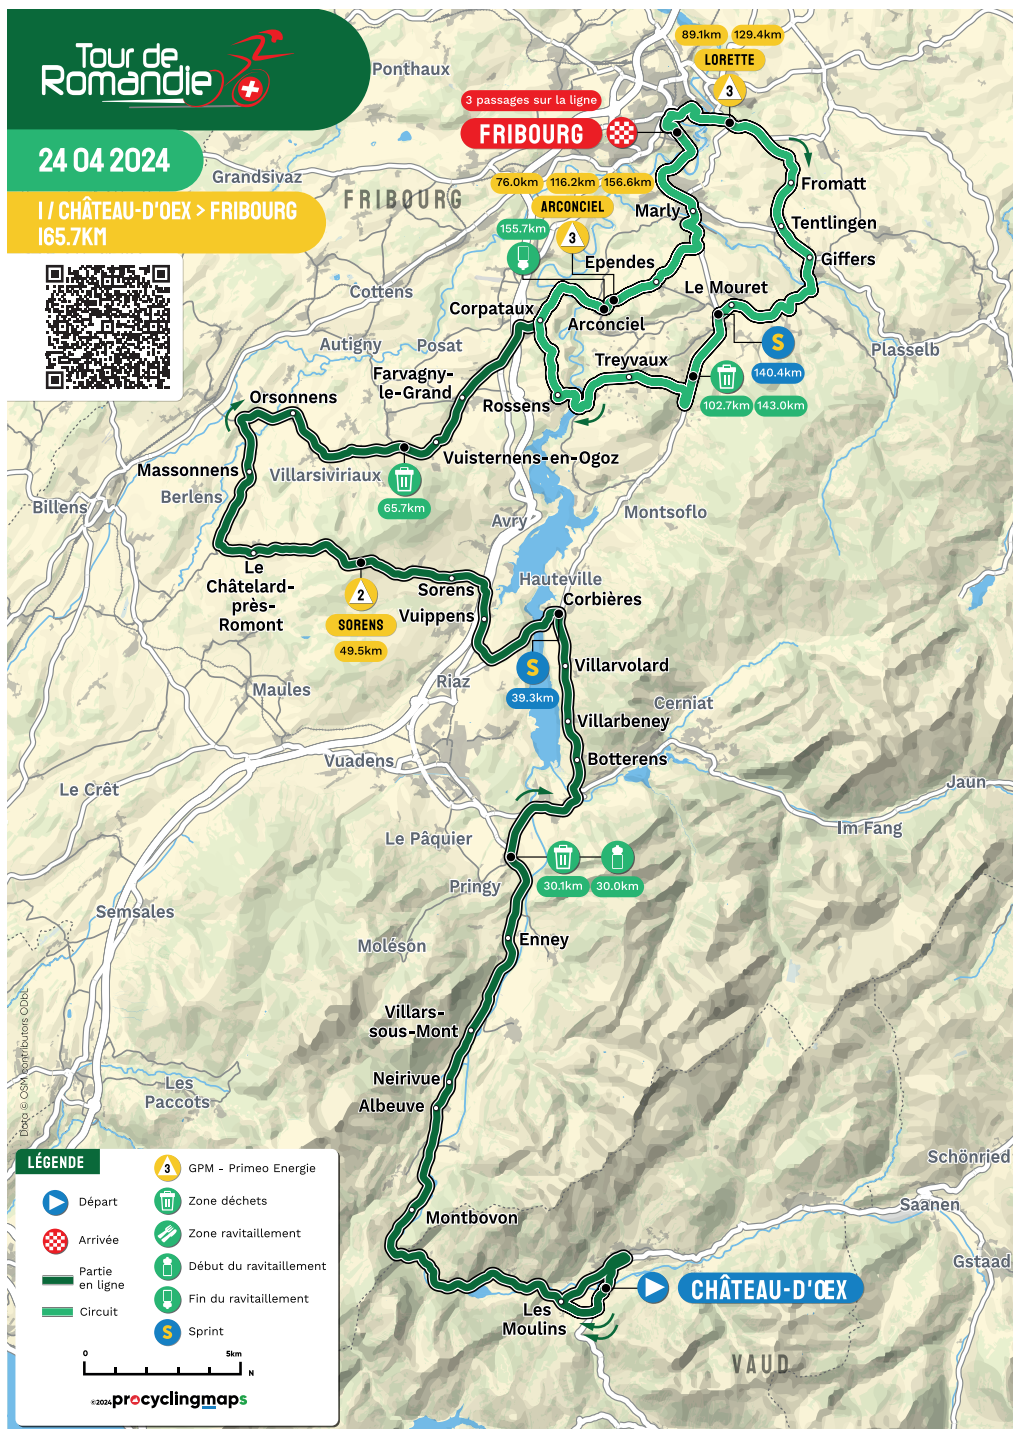 Tour de
Romandie
24 04 2024
1 / CHÂTEAU-D'OEX > FRIBOURG
165.7KM
89.1km 129.4km
LORETTE
3
Ponthaux
3 passages sur la ligne
FRIBOURG
Grandsivaz
FRIBOURG
76.0km 116.2km 156.6km
ARCONCIEL
3
155.7km
Fromatt
Marly
Tentlingen
Giffers
Ependes
Le Mouret
Cottens
Corpataux
Arconciel
Autigny
Posat
S
140.4km
Plasselb
Treyvaux
Farvagny-
le-Grand
Rossens
102.7km 143.0km
Orsonnens
Vuisternens-en-Ogoz
Massonnens
Villarsiviriaux
Berlens
65.7km
Billens
Avry
Montsoflo
Le
Châtelard-
près-
Romont
2
SORENS
49.5km
Sorens
Vuippens
Hauteville
Corbières
S
39.3km
Villarvolard
Riaz
Maules
Cerniat
Villarbeney
Vuadens
Botterens
Le Crêt
Jaun
Im Fang
Le Pâquier
30.1km 30.0km
Pringy
Semsales
Enney
Moléson
Villars-
sous-Mont
Neirivue
Albeuve
Les
Paccots
Data © OSM contributors ODbL
Montbovon
Schönried
Saanen
Gstaad
CHÂTEAU-D'ŒX
Les
Moulins
VAUD
LÉGENDE
Départ
Arrivée
Partie
en ligne
Circuit
3 GPM - Primeo Energie
Zone déchets
Zone ravitaillement
Début du ravitaillement
Fin du ravitaillement
S Sprint
0 5km
N
©2024 procyclingmaps